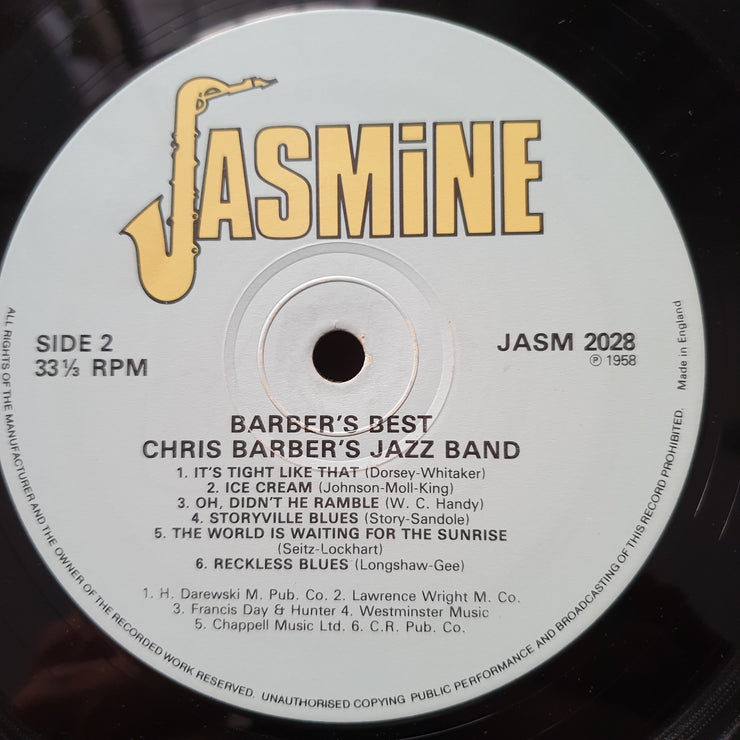 JASMiNE
SIDE 2
33⅓ RPM
JASM 2028
Ⓟ 1958
Made in England
BARBER'S BEST
CHRIS BARBER'S JAZZ BAND
1. IT'S TIGHT LIKE THAT (Dorsey-Whitaker)
2. ICE CREAM (Johnson-Moll-King)
3. OH, DIDN'T HE RAMBLE (W. C. Handy)
4. STORYVILLE BLUES (Story-Sandole)
5. THE WORLD IS WAITING FOR THE SUNRISE
(Seitz-Lockhart)
6. RECKLESS BLUES (Longshaw-Gee)
1. H. Darewski M. Pub. Co. 2. Lawrence Wright M. Co.
3. Francis Day & Hunter 4. Westminster Music
5. Chappell Music Ltd. 6. C.R. Pub. Co.
ALL RIGHTS OF THE MANUFACTURER AND THE OWNER OF THE RECORDED WORK RESERVED. UNAUTHORISED COPYING PUBLIC PERFORMANCE AND BROADCASTING OF THIS RECORD PROHIBITED.